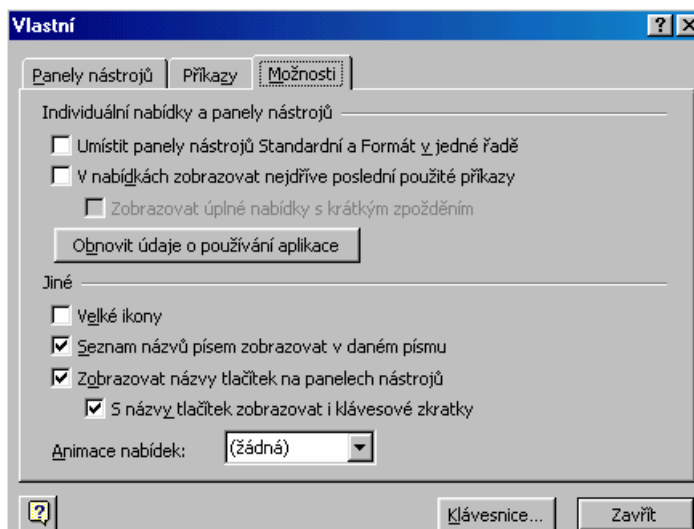 Vlastní
Panely nástrojů Příkazy Možnosti
Individuální nabídky a panely nástrojů
Umístit panely nástrojů Standardní a Formát v jedné řadě
V nabídkách zobrazovat nejdříve poslední použité příkazy
Zobrazovat úplné nabídky s krátkým zpožděním
Obnovit údaje o používání aplikace
Jiné
Velké ikony
Seznam názvů písem zobrazovat v daném písmu
Zobrazovat názvy tlačítek na panelech nástrojů
S názvy tlačítek zobrazovat i klávesové zkratky
Animace nabídek: (žádná)
Klávesnice... Zavřít